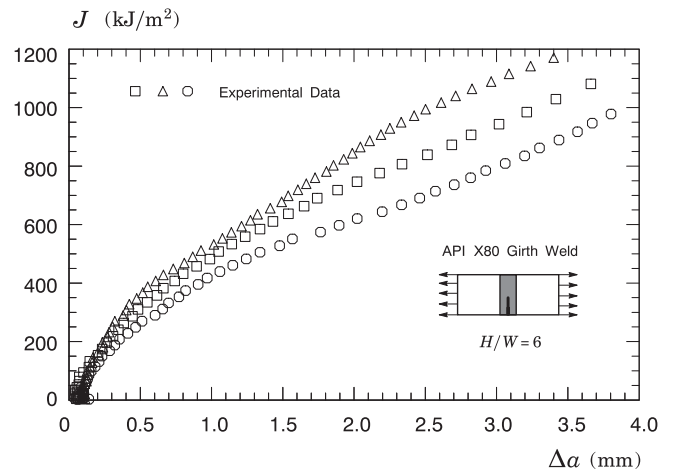 J (kJ/m²)
1200
1000
800
600
400
200
0
Experimental Data
API X80 Girth Weld
H/W = 6
0 0.5 1.0 1.5 2.0 2.5 3.0 3.5 4.0
Δa (mm)